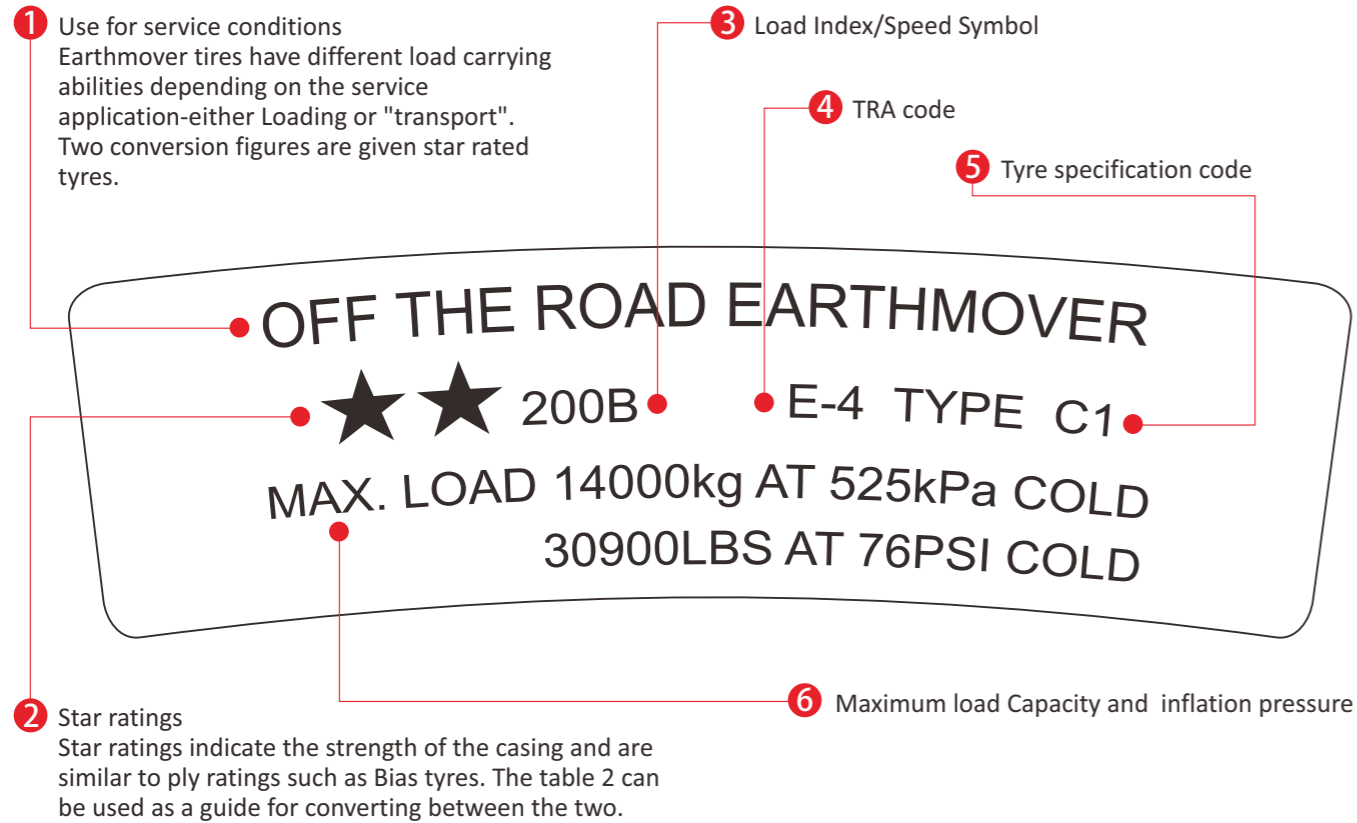 1 Use for service conditions
Earthmover tires have different load carrying
abilities depending on the service
application-either Loading or "transport".
Two conversion figures are given star rated
tyres.
3 Load Index/Speed Symbol
4 TRA code
5 Tyre specification code
OFF THE ROAD EARTHMOVER
★★ 200B E-4 TYPE C1
MAX. LOAD 14000kg AT 525kPa COLD
30900LBS AT 76PSI COLD
2 Star ratings
Star ratings indicate the strength of the casing and are
similar to ply ratings such as Bias tyres. The table 2 can
be used as a guide for converting between the two.
6 Maximum load Capacity and inflation pressure